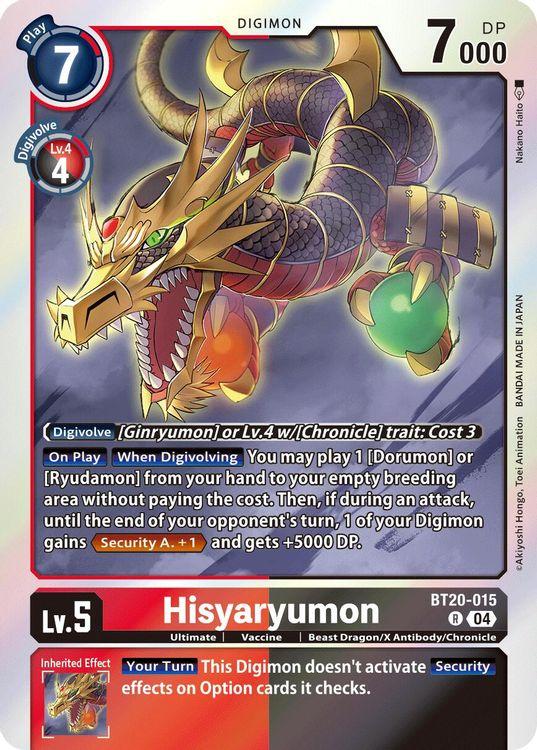 DIGIMON
Play
7
DP
7000
Digivolve
Lv.4
4
Nakano Haito
Digivolve [Ginryumon] or Lv.4 w/[Chronicle] trait: Cost 3
On Play When Digivolving You may play 1 [Dorumon] or
[Ryudamon] from your hand to your empty breeding
area without paying the cost. Then, if during an attack,
until the end of your opponent's turn, 1 of your Digimon
gains Security A. +1 and gets +5000 DP.
©Akiyoshi Hongo, Toei Animation BANDAI MADE IN JAPAN
Lv.5
Hisyaryumon
BT20-015
R 04
Ultimate | Vaccine | Beast Dragon/X Antibody/Chronicle
Inherited Effect
Your Turn This Digimon doesn't activate Security
effects on Option cards it checks.